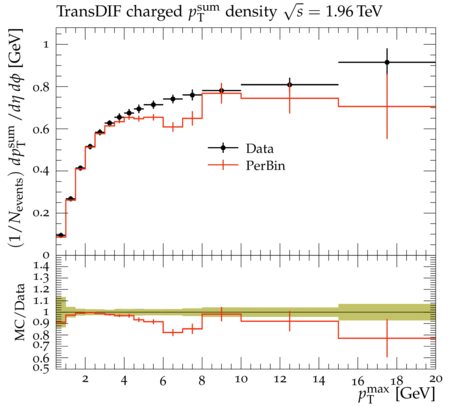 TransDIF charged p_T^sum density √s = 1.96 TeV
(1/N_events) dp_T^sum/dη dϕ [GeV]
1
0.8
0.6
0.4
0.2
0
Data
PerBin
MC/Data
1.4
1.3
1.2
1.1
1
0.9
0.8
0.7
0.6
0.5
2 4 6 8 10 12 14 16 18 20
p_T^max [GeV]